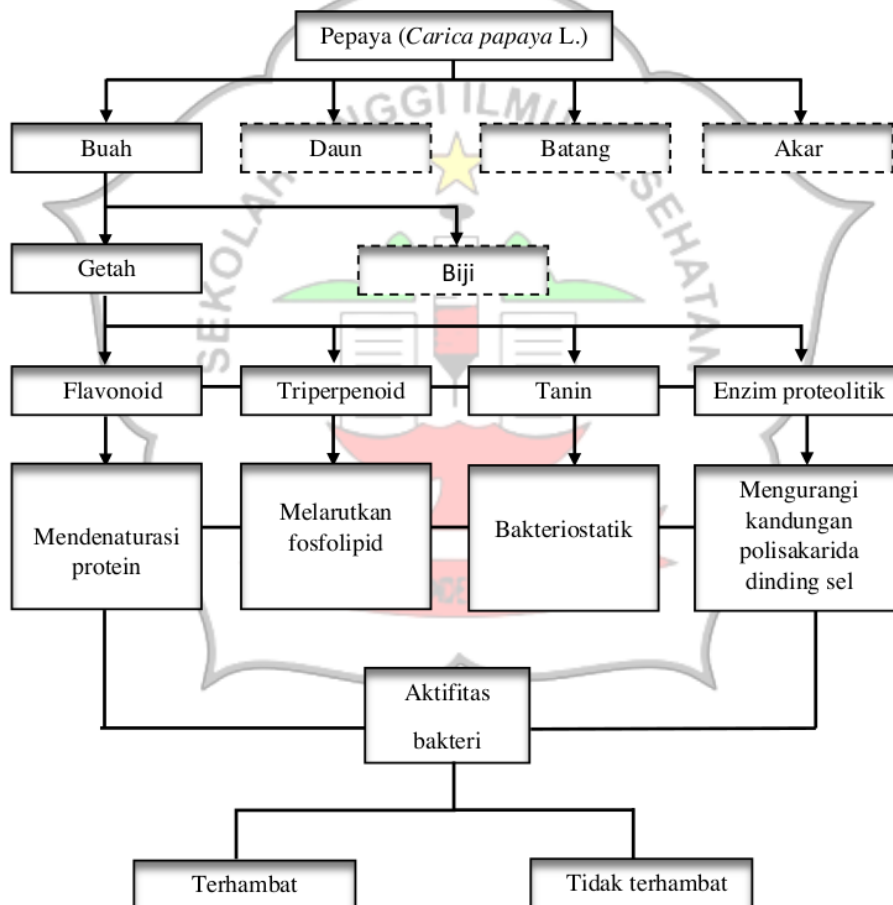 Pepaya (Carica papaya L.)
Buah
Daun
Batang
Akar
SEKOLAH
Getah
Biji
Flavonoid
Triperpenoid
Tanin
Enzim proteolitik
Mendenaturasi
protein
Melarutkan
fosfolipid
Bakteriostatik
Mengurangi
kandungan
polisakarida
dinding sel
Aktifitas
bakteri
Terhambat
Tidak terhambat